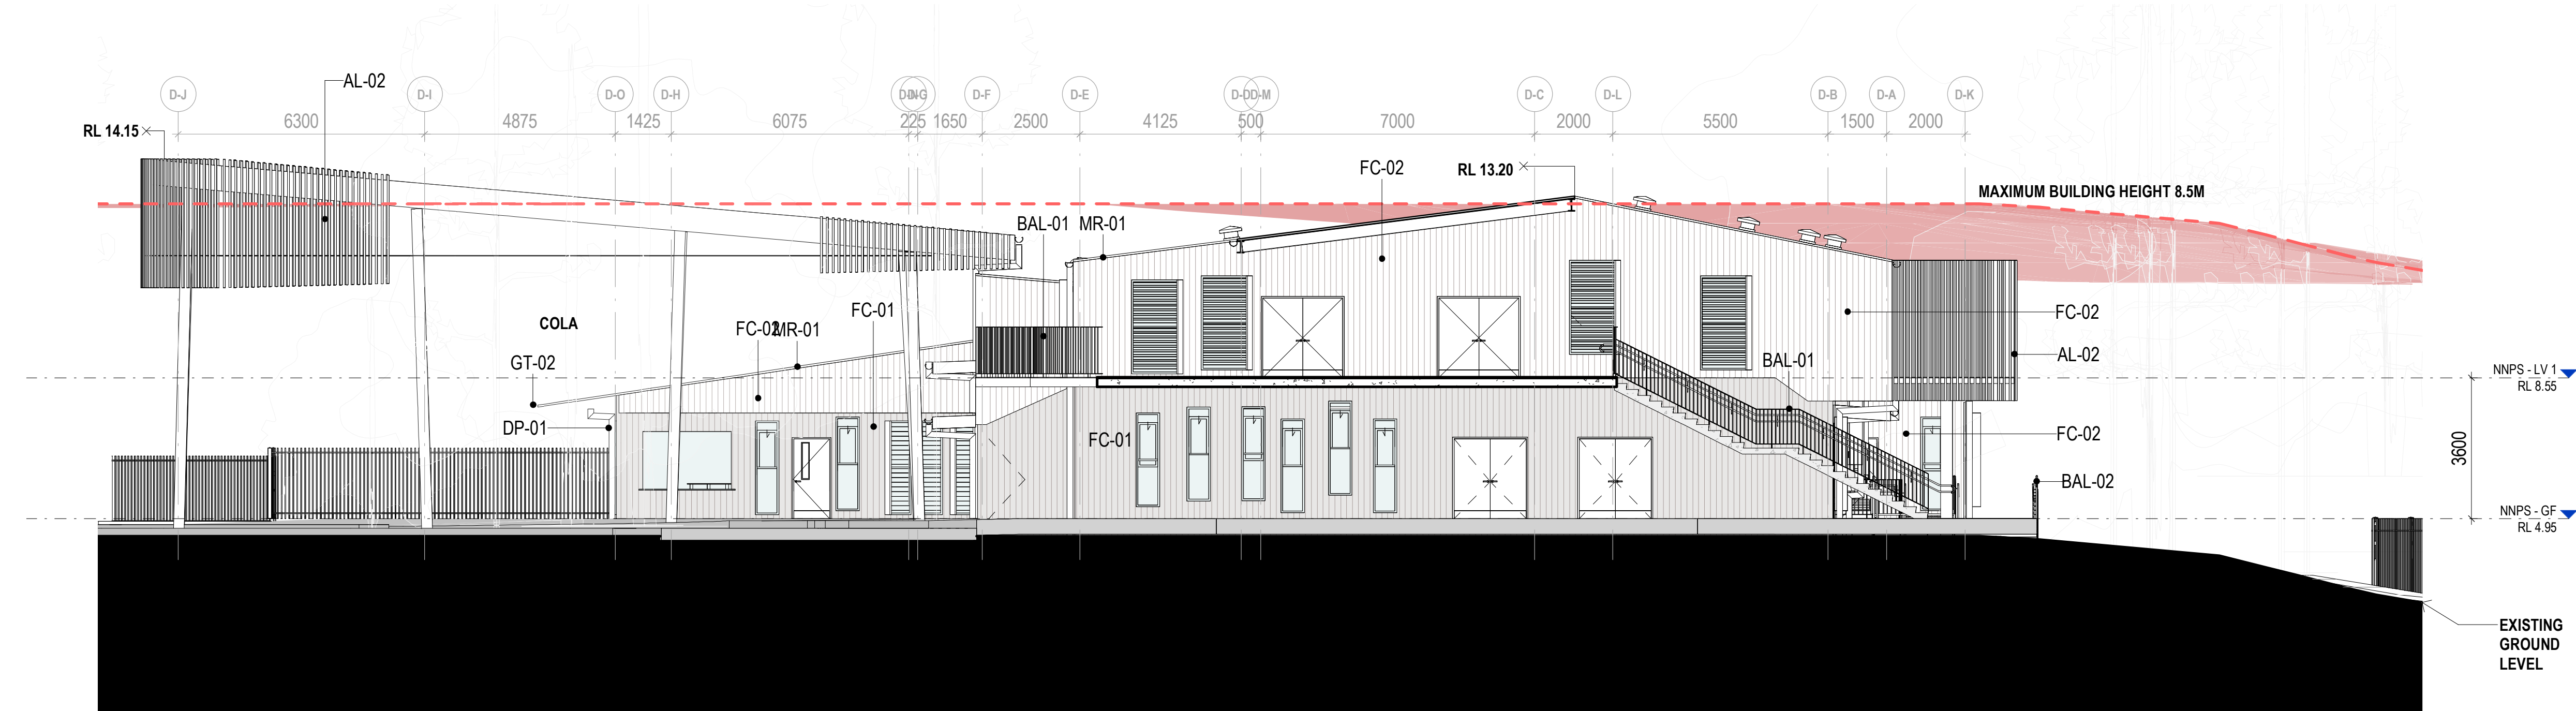 AL-02
D-J
D-I
D-O
D-H
D-G
D-F
D-E
D-D
D-M
D-C
D-L
D-B
D-A
D-K
6300
4875
1425
6075
225
1650
2500
4125
500
7000
2000
5500
1500
2000
RL 14.15
FC-02
RL 13.20
MAXIMUM BUILDING HEIGHT 8.5M
BAL-01
MR-01
COLA
FC-02
MR-01
FC-01
FC-02
GT-02
AL-02
BAL-01
NNPS - LV 1
RL 8.55
DP-01
FC-01
FC-02
3600
BAL-02
NNPS - GF
RL 4.95
EXISTING
GROUND
LEVEL